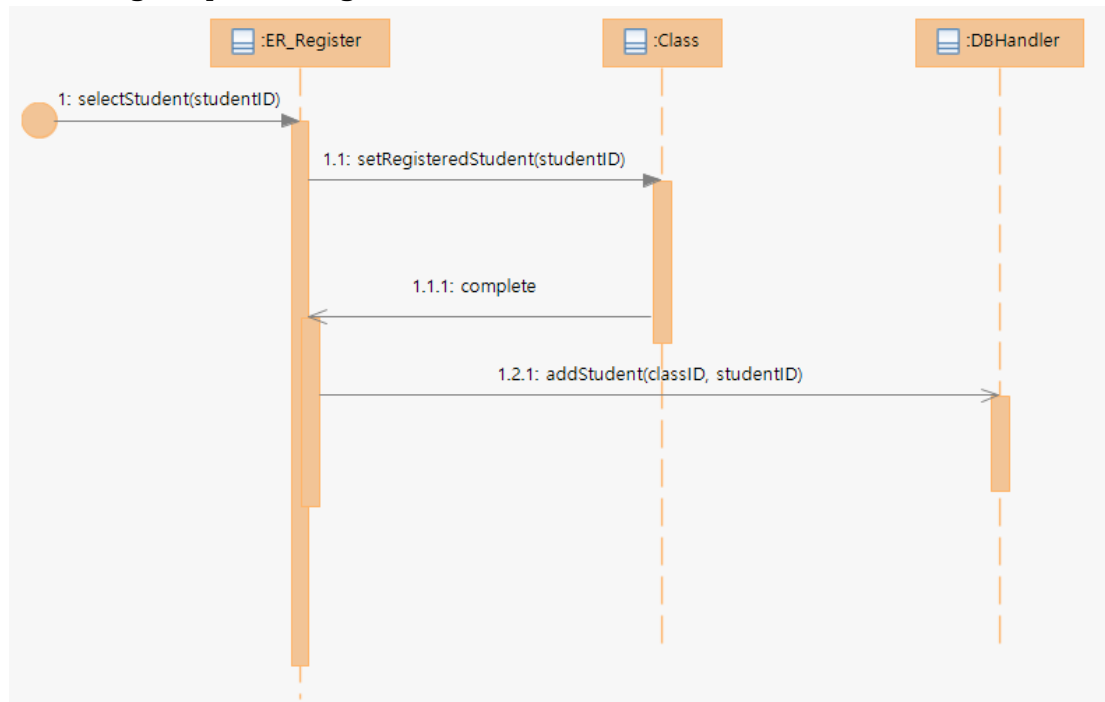 :ER_Register
:Class
:DBHandler
1: selectStudent(studentID)
1.1: setRegisteredStudent(studentID)
1.1.1: complete
1.2.1: addStudent(classID, studentID)